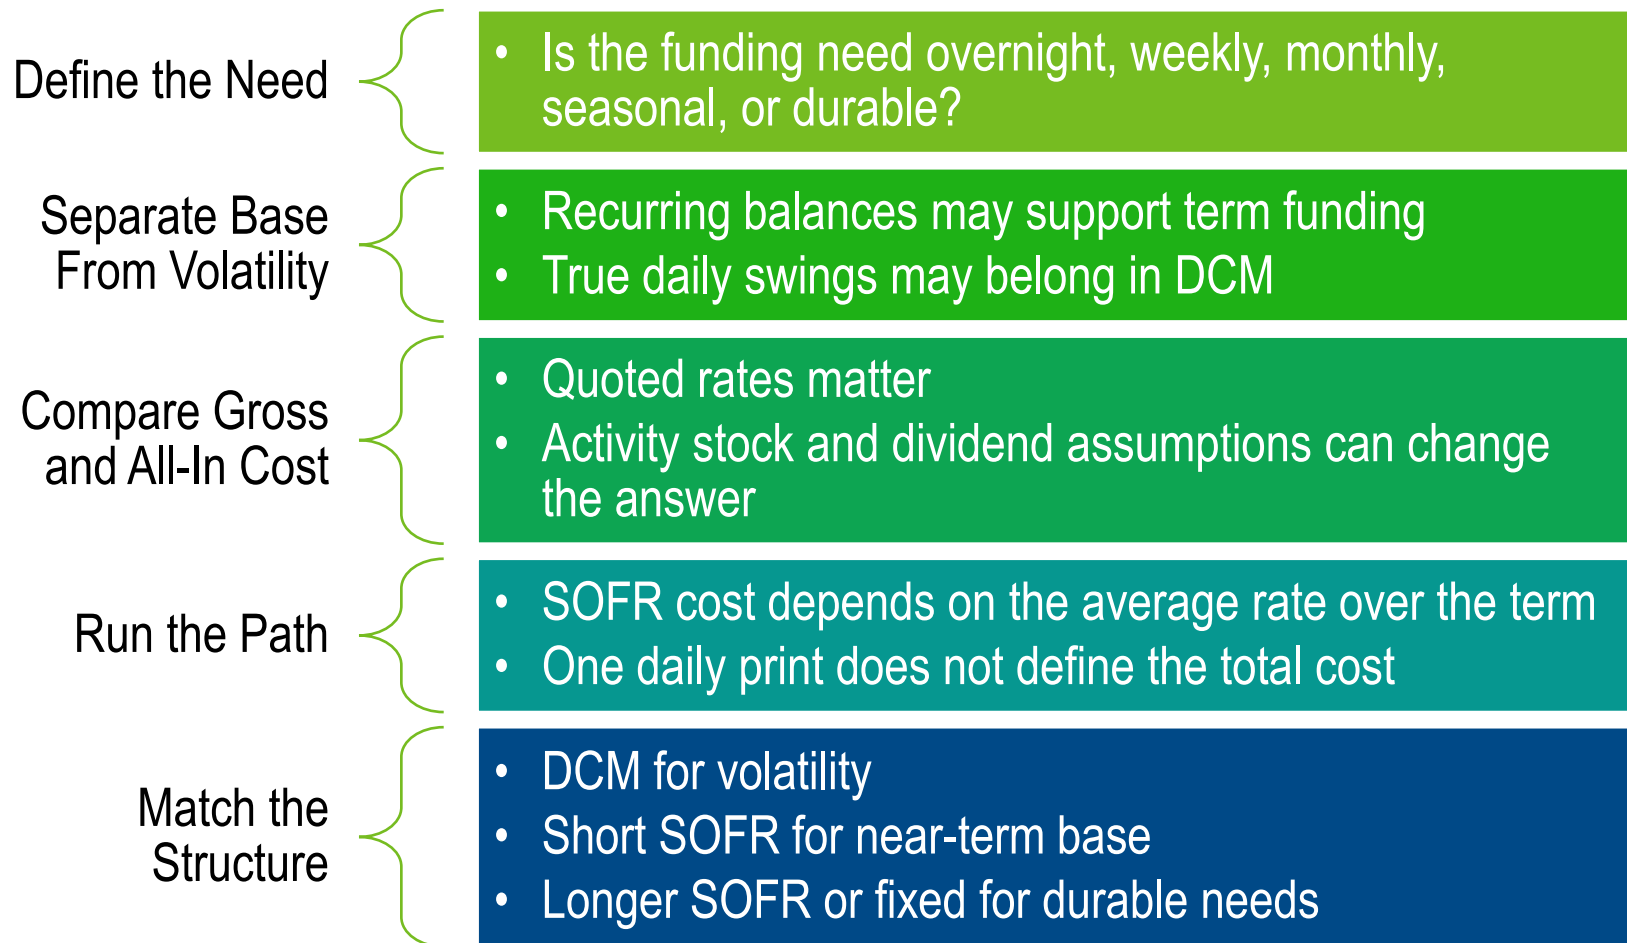 Define the Need
• Is the funding need overnight, weekly, monthly,
seasonal, or durable?
Separate Base
From Volatility
• Recurring balances may support term funding
• True daily swings may belong in DCM
Compare Gross
and All-In Cost
• Quoted rates matter
• Activity stock and dividend assumptions can change
the answer
Run the Path
• SOFR cost depends on the average rate over the term
• One daily print does not define the total cost
Match the
Structure
• DCM for volatility
• Short SOFR for near-term base
• Longer SOFR or fixed for durable needs